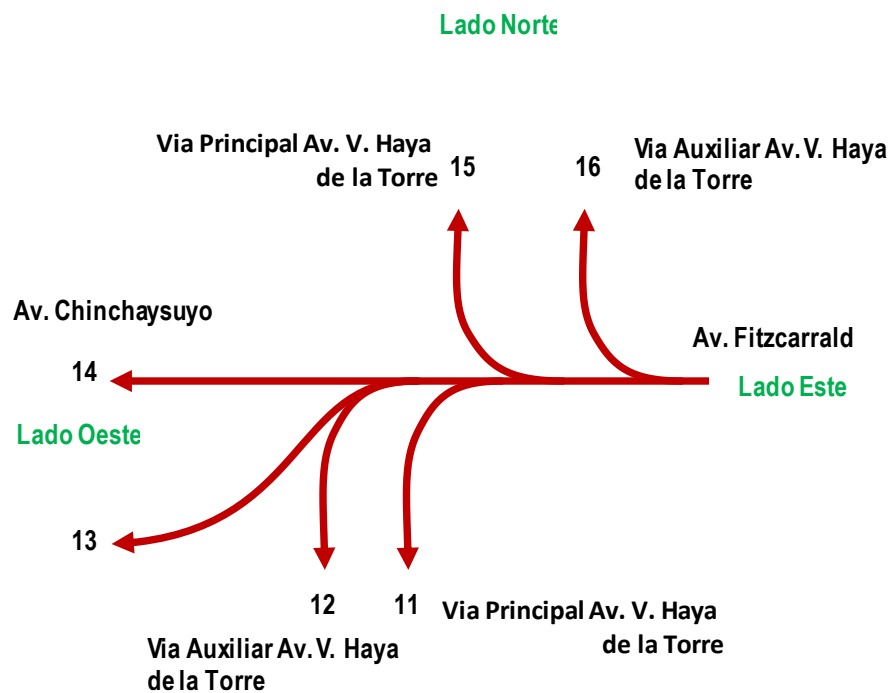 Lado Norte
Via Principal Av. V. Haya
de la Torre
15
16
Via Auxiliar Av. V. Haya
de la Torre
Av. Chinchaysuyo
Av. Fitzcarrald
14
Lado Este
Lado Oeste
13
12
11
Via Principal Av. V. Haya
de la Torre
Via Auxiliar Av. V. Haya
de la Torre